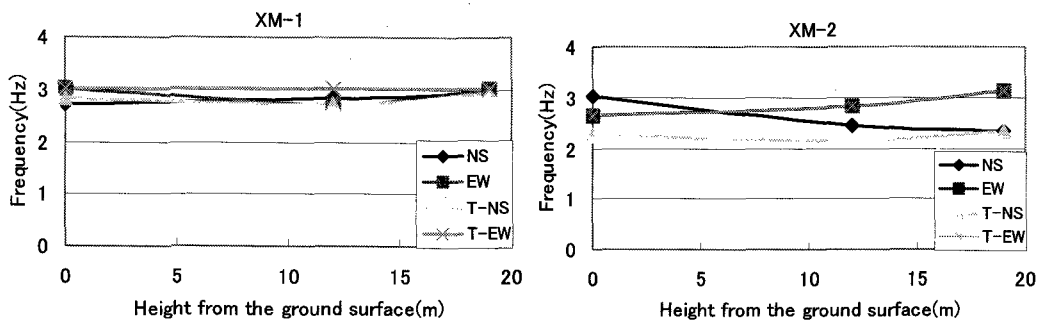 XM-1
4
3
2
1
0
Frequency(Hz)
NS
EW
T-NS
T-EW
0
5
10
15
20
Height from the ground surface(m)
XM-2
4
3
2
1
0
Frequency(Hz)
NS
EW
T-NS
T-EW
0
5
10
15
20
Height from the ground surface(m)